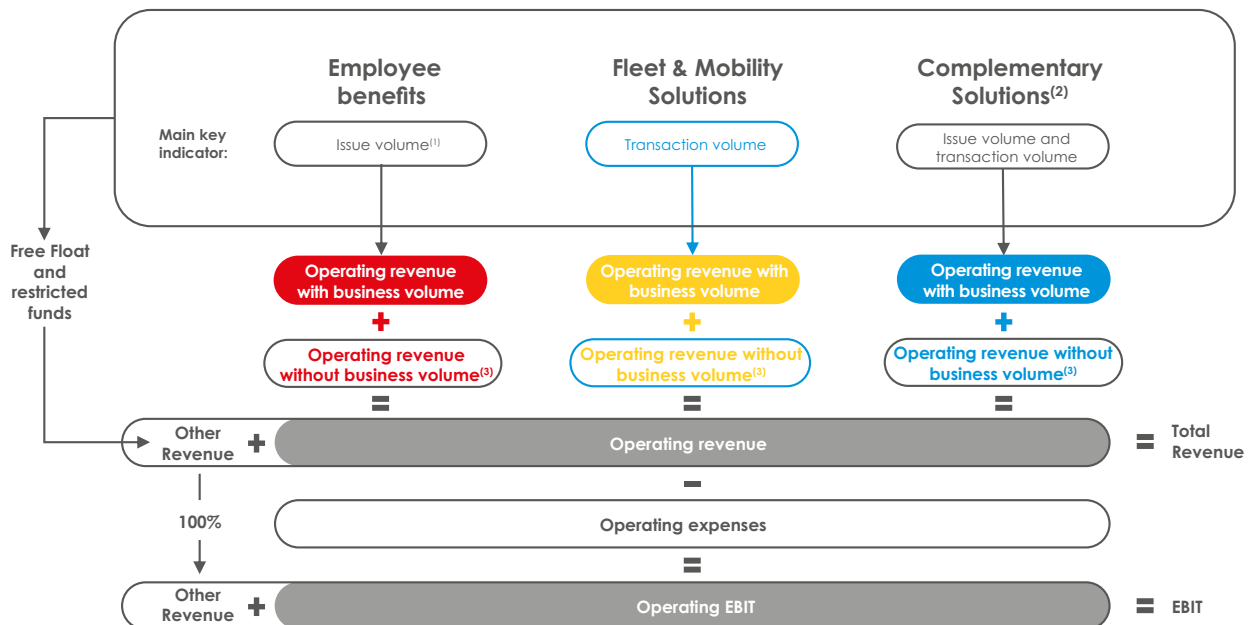 Employee
benefits
Fleet & Mobility
Solutions
Complementary
Solutions(2)
Main key
indicator:
Issue volume(1)
Transaction volume
Issue volume and
transaction volume
Free Float
and
restricted
funds
Operating revenue
with business volume
Operating revenue with
business volume
Operating revenue
with business volume
+
+
+
Operating revenue
without business volume(3)
Operating revenue without
business volume(3)
Operating revenue without
business volume(3)
=
=
=
Other
Revenue
+
Operating revenue
=
Total
Revenue
-
100%
Operating expenses
=
Other
Revenue
+
Operating EBIT
=
EBIT